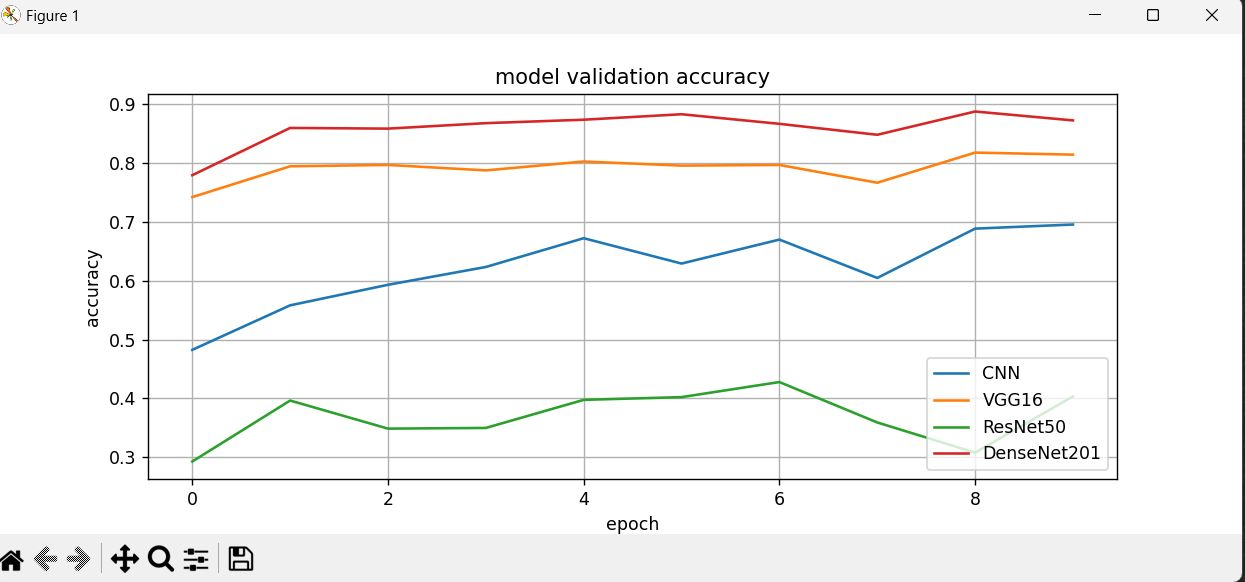 Figure 1
model validation accuracy
0.9
0.8
0.7
0.6
0.5
0.4
0.3
accuracy
CNN
VGG16
ResNet50
DenseNet201
0 2 4 6 8
epoch